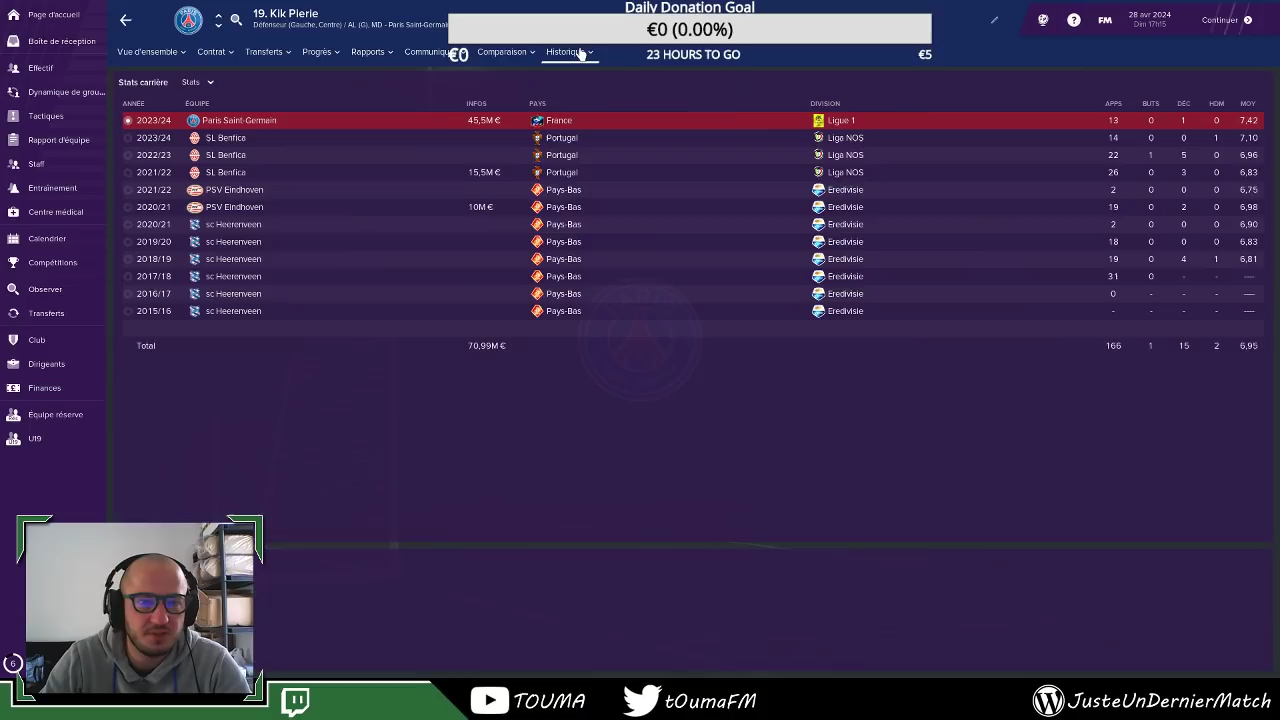 Daily Donation Goal
€0 (0.00%)
€0 23 HOURS TO GO €5
19. Kik Pierie
Défenseur (Gauche, Centre) / AL (G), MD - Paris Saint-Germai
28 avr 2024
Dim 17h15
FM
Continuer
Vue d'ensemble Contrat Transferts Progrès Rapports Communiqu Comparaison Historique
Page d'accueil
Boîte de réception
Effectif
Dynamique de grou...
Tactiques
Rapport d'équipe
Staff
Entraînement
Centre médical
Calendrier
Compétitions
Observer
Transferts
Club
Dirigeants
Finances
Équipe réserve
U19
6
Stats carrière Stats
ANNÉE ÉQUIPE INFOS PAYS DIVISION APPS BUTS DÉC HDM MOY
2023/24 Paris Saint-Germain 45,5M € France Ligue 1 13 0 1 0 7,42
2023/24 SL Benfica Portugal Liga NOS 14 0 0 1 7,10
2022/23 SL Benfica Portugal Liga NOS 22 1 5 0 6,96
2021/22 SL Benfica 15,5M € Portugal Liga NOS 26 0 3 0 6,83
2021/22 PSV Eindhoven Pays-Bas Eredivisie 2 0 0 0 6,75
2020/21 PSV Eindhoven 10M € Pays-Bas Eredivisie 19 0 2 0 6,98
2020/21 sc Heerenveen Pays-Bas Eredivisie 2 0 0 0 6,90
2019/20 sc Heerenveen Pays-Bas Eredivisie 18 0 0 0 6,83
2018/19 sc Heerenveen Pays-Bas Eredivisie 19 0 4 1 6,81
2017/18 sc Heerenveen Pays-Bas Eredivisie 31 0 - - ----
2016/17 sc Heerenveen Pays-Bas Eredivisie 0 - - - ----
2015/16 sc Heerenveen Pays-Bas Eredivisie - - - - ----
Total 70,99M € 166 1 15 2 6,95
TOUMA tOumaFM JusteUnDernierMatch